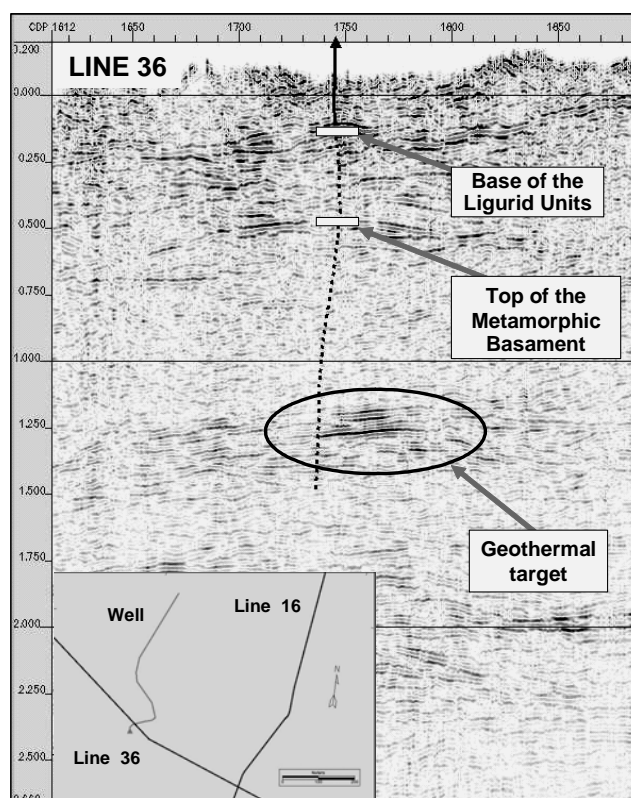 CDP 1612 1700 1750 1800 1850
LINE 36
0.000
0.250
0.500
0.750
1.000
1.250
1.500
1.750
2.000
2.250
2.500
Base of the
Ligurid Units
Top of the
Metamorphic
Basament
Geothermal
target
Well
Line 16
N
Line 36